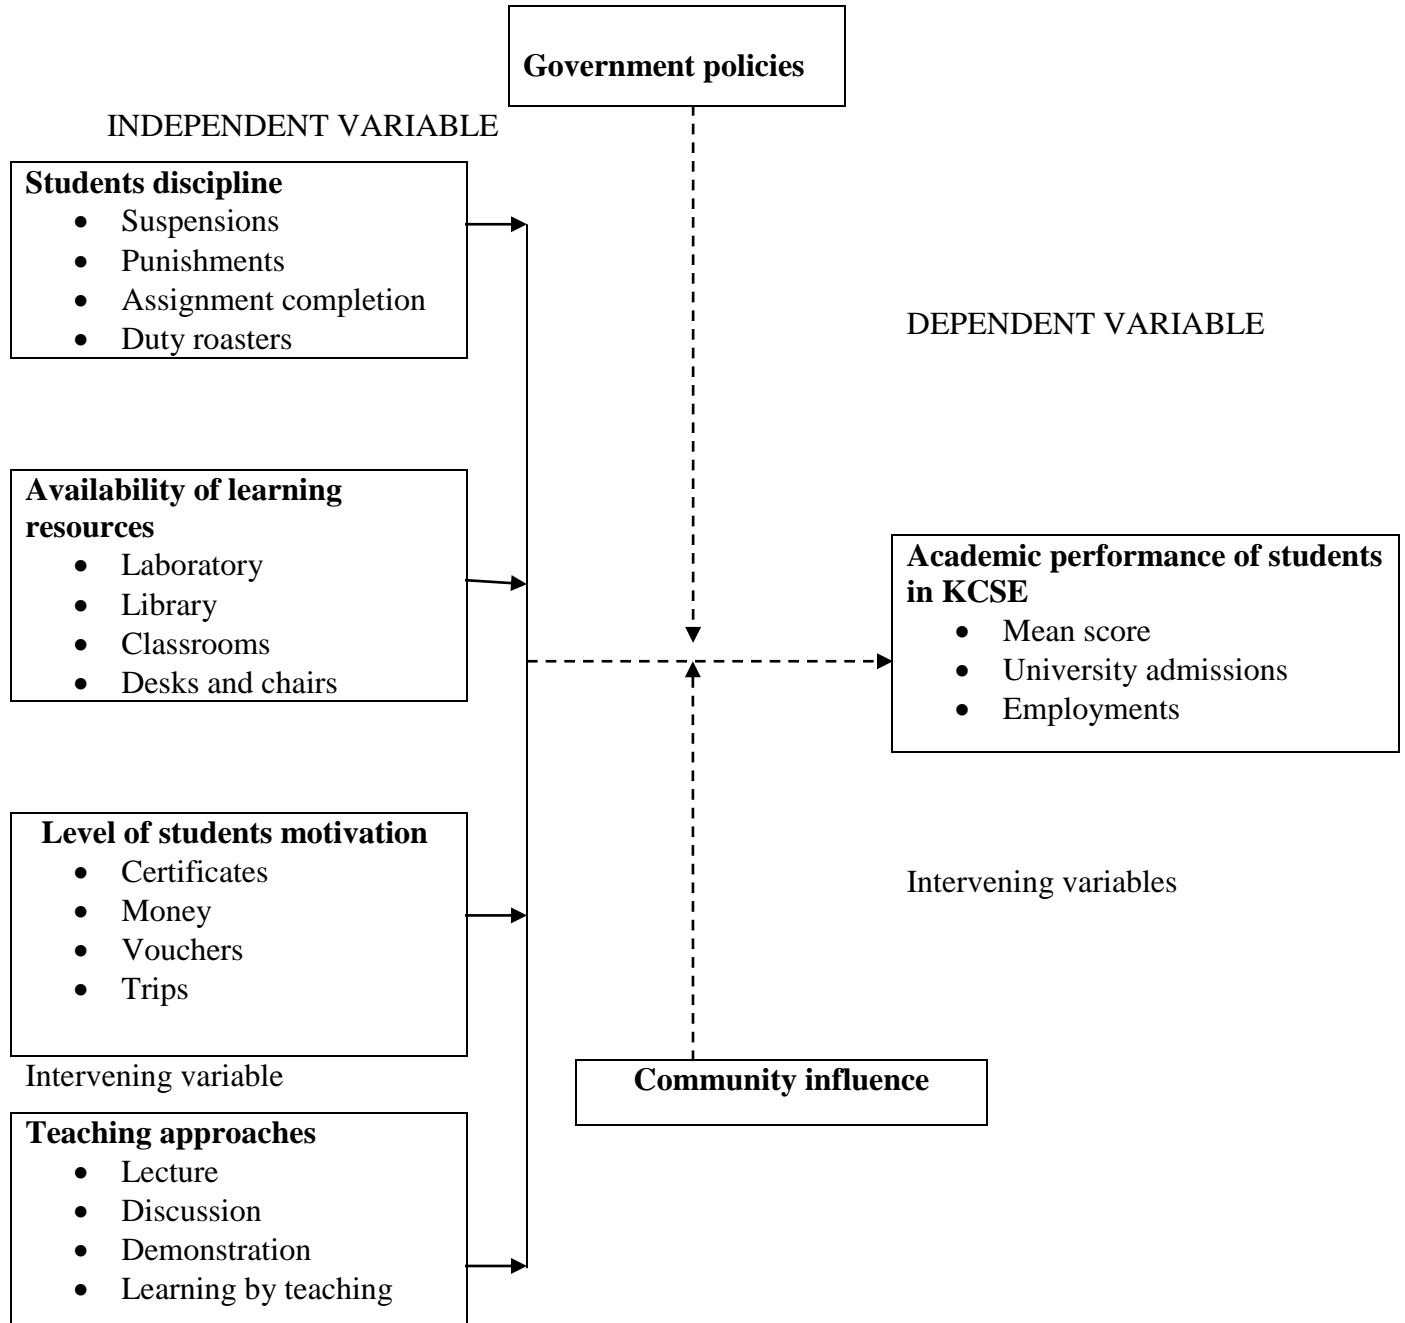 Government policies
INDEPENDENT VARIABLE
Students discipline
• Suspensions
• Punishments
• Assignment completion
• Duty roasters
DEPENDENT VARIABLE
Availability of learning
resources
• Laboratory
• Library
• Classrooms
• Desks and chairs
Academic performance of students
in KCSE
• Mean score
• University admissions
• Employments
Level of students motivation
• Certificates
• Money
• Vouchers
• Trips
Intervening variables
Intervening variable
Community influence
Teaching approaches
• Lecture
• Discussion
• Demonstration
• Learning by teaching